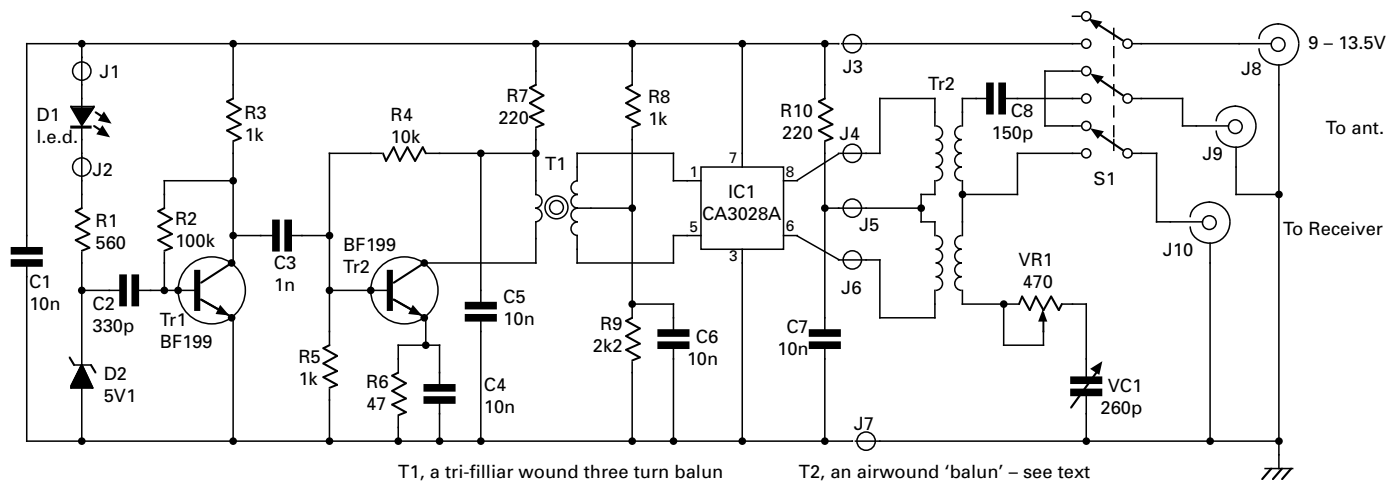 J1
D1
l.e.d.
J2
R1
560
C1
10n
C2
330p
D2
5V1
R2
100k
R3
1k
Tr1
BF199
C3
1n
R4
10k
BF199
Tr2
R5
1k
R6
47
C4
10n
C5
10n
R7
220
T1
R8
1k
R9
2k2
C6
10n
1
5
7
IC1
CA3028A
3
8
6
R10
220
C7
10n
J3
J4
J5
J6
J7
Tr2
C8
150p
S1
VR1
470
VC1
260p
J8
9 – 13.5V
J9
To ant.
J10
To Receiver
T1, a tri-filliar wound three turn balun
T2, an airwound ‘balun’ – see text